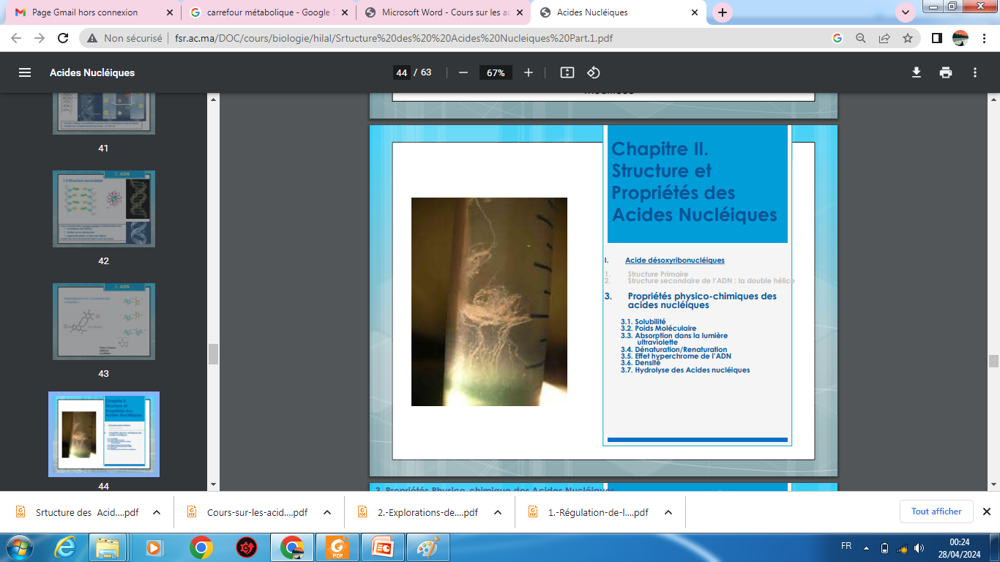 Page Gmail hors connexion
carrefour métabolique - Google S
Microsoft Word - Cours sur les ac
Acides Nucléiques
Non sécurisé
fsr.ac.ma/DOC/cours/biologie/hilal/Srtucture%20des%20%20Acides%20Nucleiques%20Part.1.pdf
Acides Nucléiques
44 / 63
67%
41
1. ADN
42
1. ADN
43
44
Chapitre II.
Structure et
Propriétés des
Acides Nucléiques
I. Acide désoxyribonucléiques
1. Structure Primaire
2. Structure secondaire de l'ADN : la double hélice
3. Propriétés physico-chimiques des
acides nucléiques
3.1. Solubilité
3.2. Poids Moléculaire
3.3. Absorption dans la lumière
ultraviolette
3.4. Dénaturation/Renaturation
3.5. Effet hyperchrome de l'ADN
3.6. Densité
3.7. Hydrolyse des Acides nucléiques
3. Propriétés Physico-chimique des Acides Nucléiques
Srtucture des Acid....pdf
Cours-sur-les-acid....pdf
2.-Explorations-de....pdf
1.-Régulation-de-l....pdf
Tout afficher
FR
00:24
28/04/2024